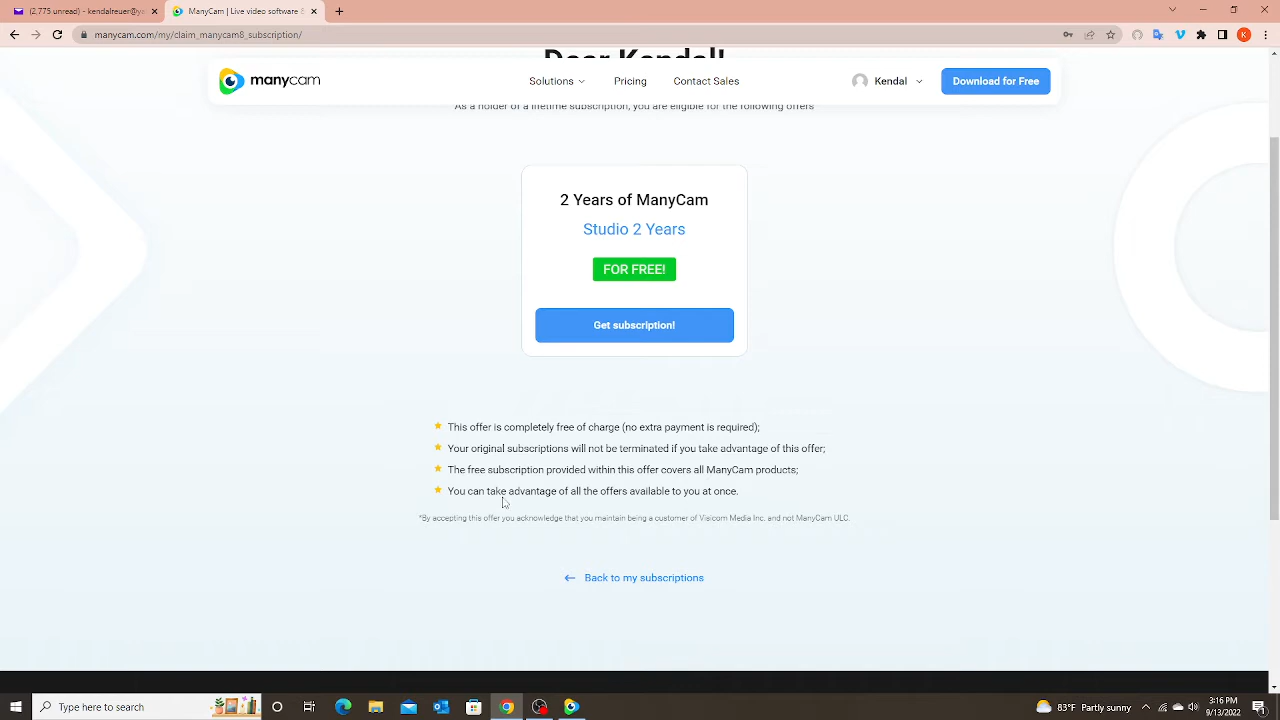 (2,775 unread) - kendalreuer@ye
ManyCam | Live video software f
manycam.com/my/claim_manycam8_subscription/
K
Dear Kendal!
manycam
Solutions
Pricing
Contact Sales
Kendal
Download for Free
As a holder of a lifetime subscription, you are eligible for the following offers
2 Years of ManyCam
Studio 2 Years
FOR FREE!
Get subscription!
This offer is completely free of charge (no extra payment is required);
Your original subscriptions will not be terminated if you take advantage of this offer;
The free subscription provided within this offer covers all ManyCam products;
You can take advantage of all the offers available to you at once.
*By accepting this offer you acknowledge that you maintain being a customer of Visicom Media Inc. and not ManyCam ULC.
Back to my subscriptions
Type here to search
83°F Partly sunny
3:16 PM
9/13/2022